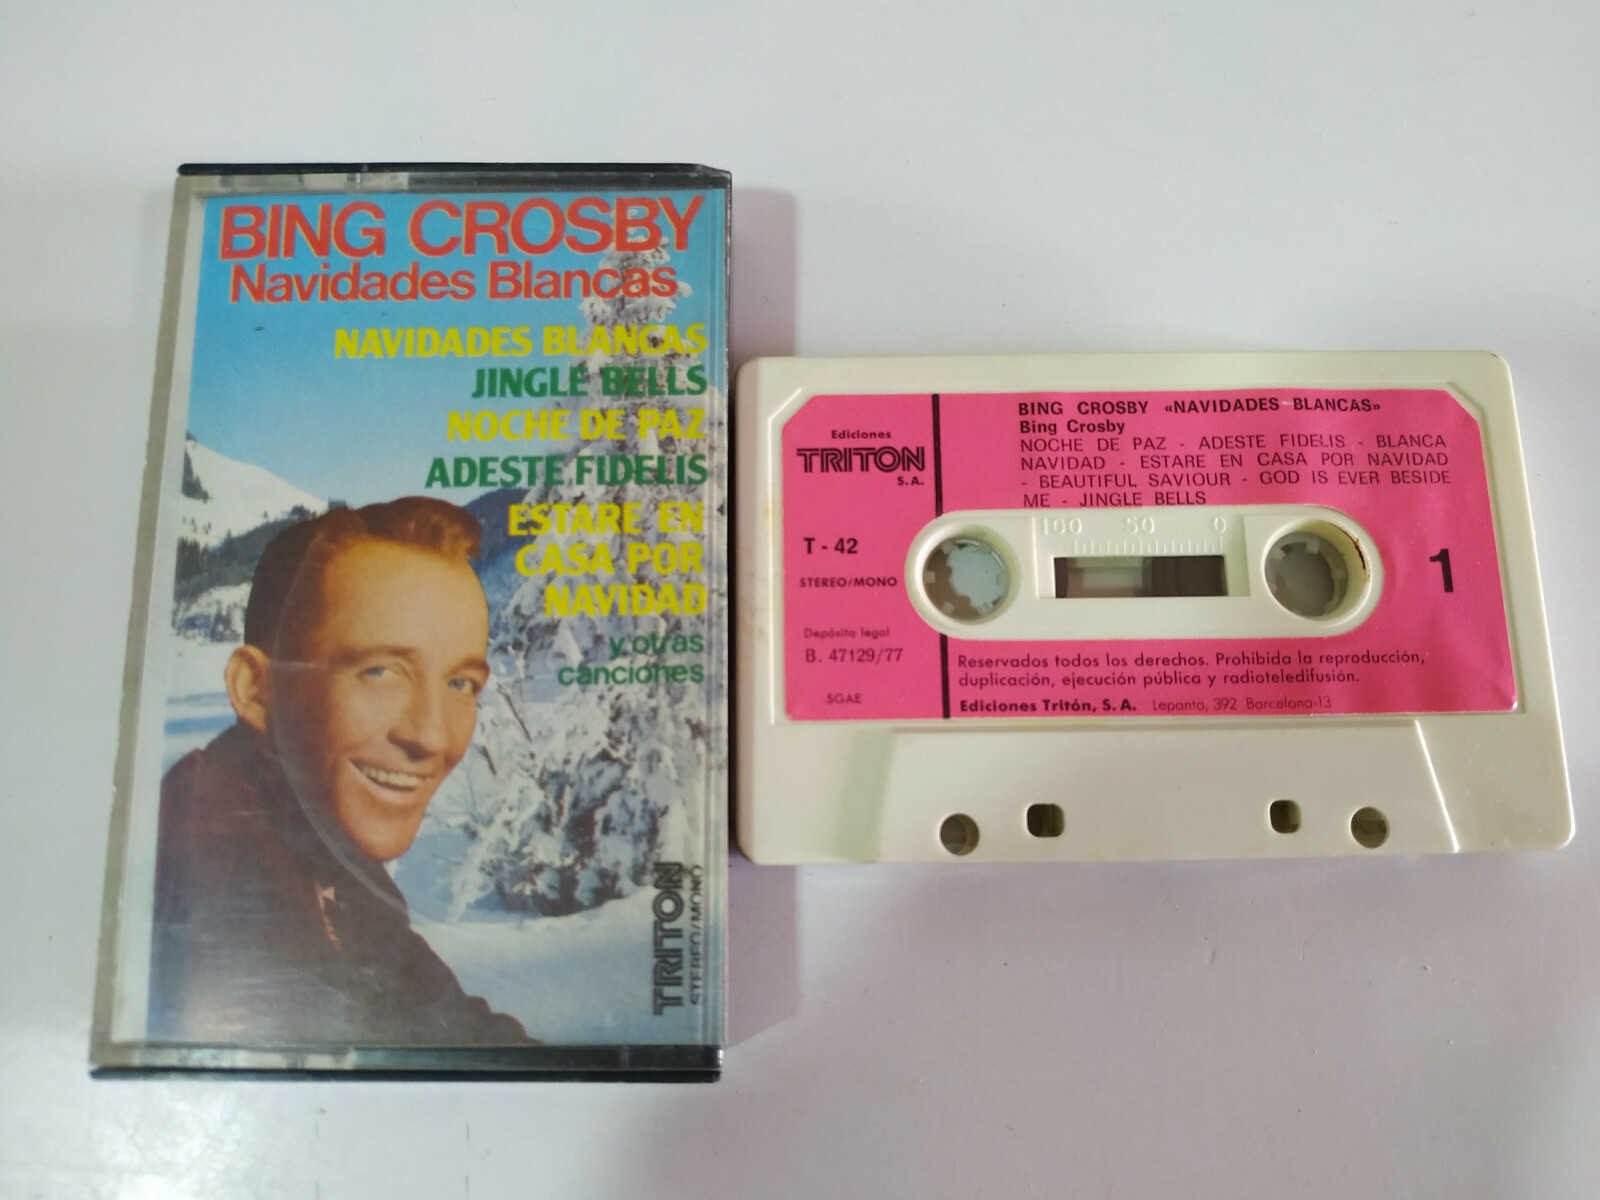 BING CROSBY
Navidades Blancas
NAVIDADES BLANCAS
JINGLE BELLS
NOCHE DE PAZ
ADESTE FIDELIS
ESTARE EN
CASA POR
NAVIDAD
y otras
canciones
TRITON
STEREO/MONO
Ediciones
TRITON
S.A.
T - 42
STEREO/MONO
Depósito legal
B. 47129/77
SGAE
BING CROSBY «NAVIDADES BLANCAS»
Bing Crosby
NOCHE DE PAZ - ADESTE FIDELIS - BLANCA
NAVIDAD - ESTARE EN CASA POR NAVIDAD
- BEAUTIFUL SAVIOUR - GOD IS EVER BESIDE
ME - JINGLE BELLS
100 50 0
1
Reservados todos los derechos. Prohibida la reproducción,
duplicación, ejecución pública y radioteledifusión.
Ediciones Tritón, S. A. Lepanto, 392 Barcelona-13